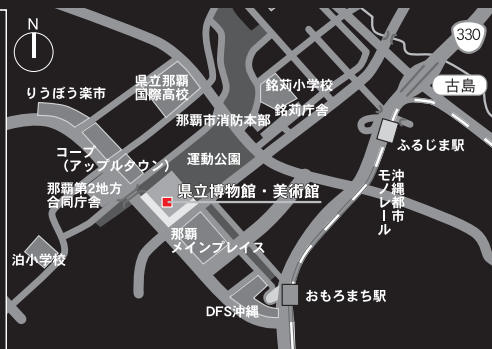 N
330
古島
県立那覇
国際高校
銘苅小学校
りうぼう楽市
銘苅庁舎
那覇市消防本部
ふるじま駅
コープ
（アップルタウン）
運動公園
那覇第2地方
合同庁舎
県立博物館・美術館
沖縄都市
モノレール
那覇
メインプレイス
泊小学校
おもろまち駅
DFS沖縄